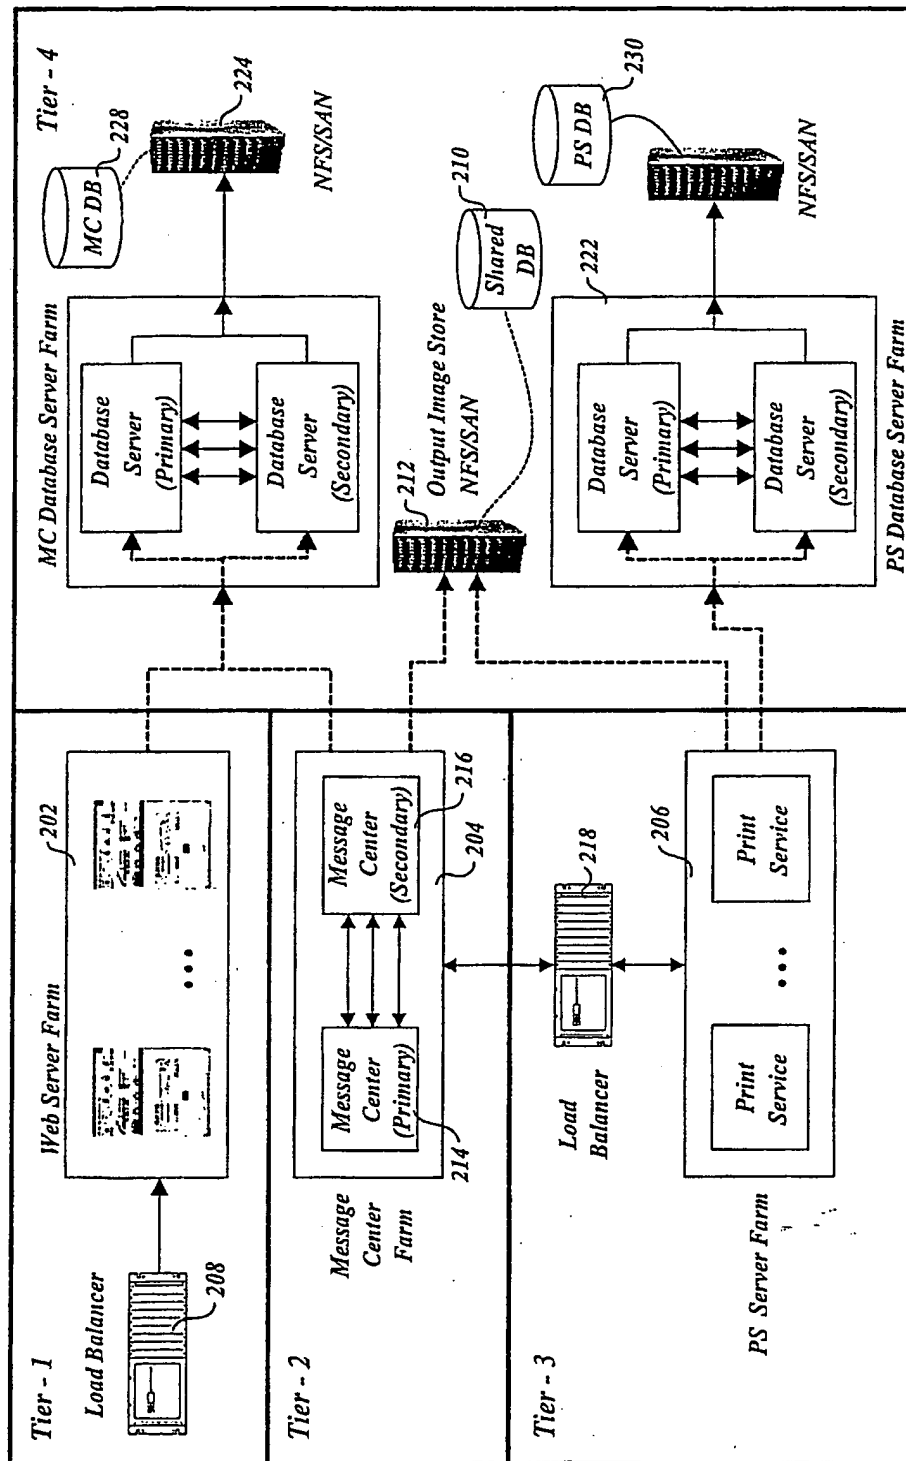 Tier - 1
Load Balancer
208
Web Server Farm
202
Tier - 2
Message
Center
Farm
Message
Center
(Primary)
214
Message
Center
(Secondary)
216
204
Tier - 3
Load
Balancer
218
PS Server Farm
206
Print
Service
Print
Service
Tier - 4
MC Database Server Farm
Database
Server
(Primary)
Database
Server
(Secondary)
MC DB
228
224
NFS/SAN
212
Output Image Store
NFS/SAN
Shared
DB
210
222
Database
Server
(Primary)
Database
Server
(Secondary)
PS Database Server Farm
PS DB
230
NFS/SAN